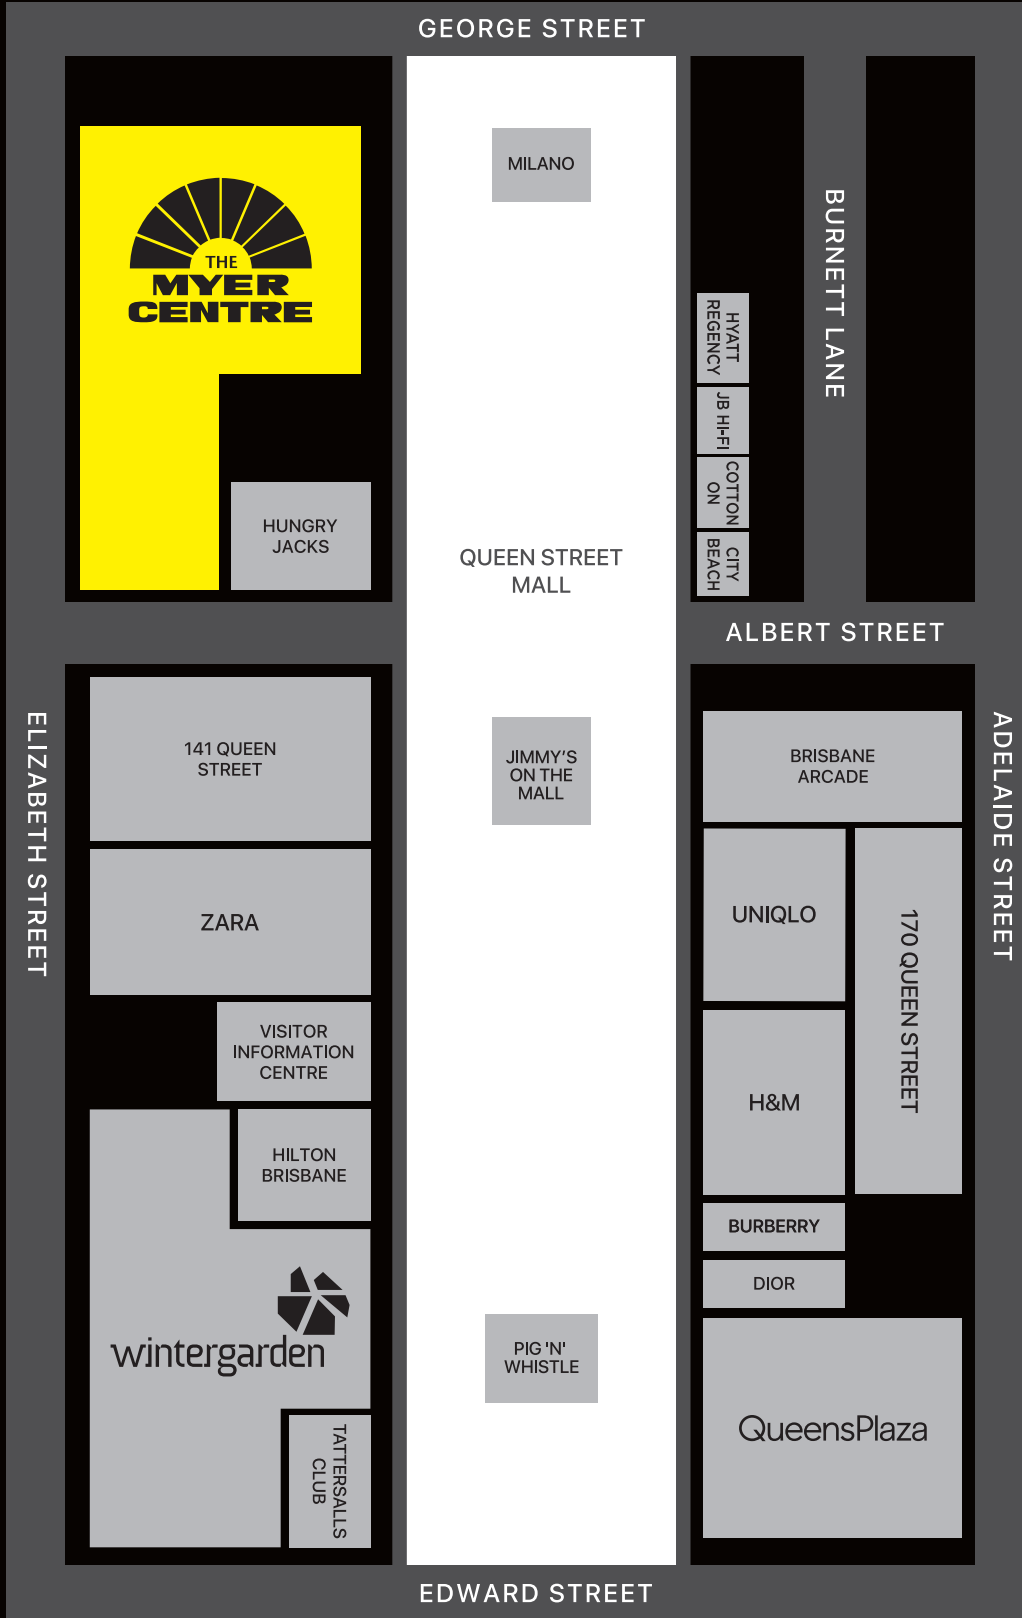 GEORGE STREET
MILANO
THE
MYER
CENTRE
BURNETT LANE
HYATT
REGENCY
JB HI-FI
COTTON
ON
CITY
BEACH
HUNGRY
JACKS
QUEEN STREET
MALL
ALBERT STREET
ELIZABETH STREET
141 QUEEN
STREET
JIMMY'S
ON THE
MALL
BRISBANE
ARCADE
ADELAIDE STREET
ZARA
UNIQLO
170 QUEEN STREET
VISITOR
INFORMATION
CENTRE
H&M
HILTON
BRISBANE
BURBERRY
DIOR
wintergarden
PIG 'N'
WHISTLE
QueensPlaza
TATTERSALLS
CLUB
EDWARD STREET